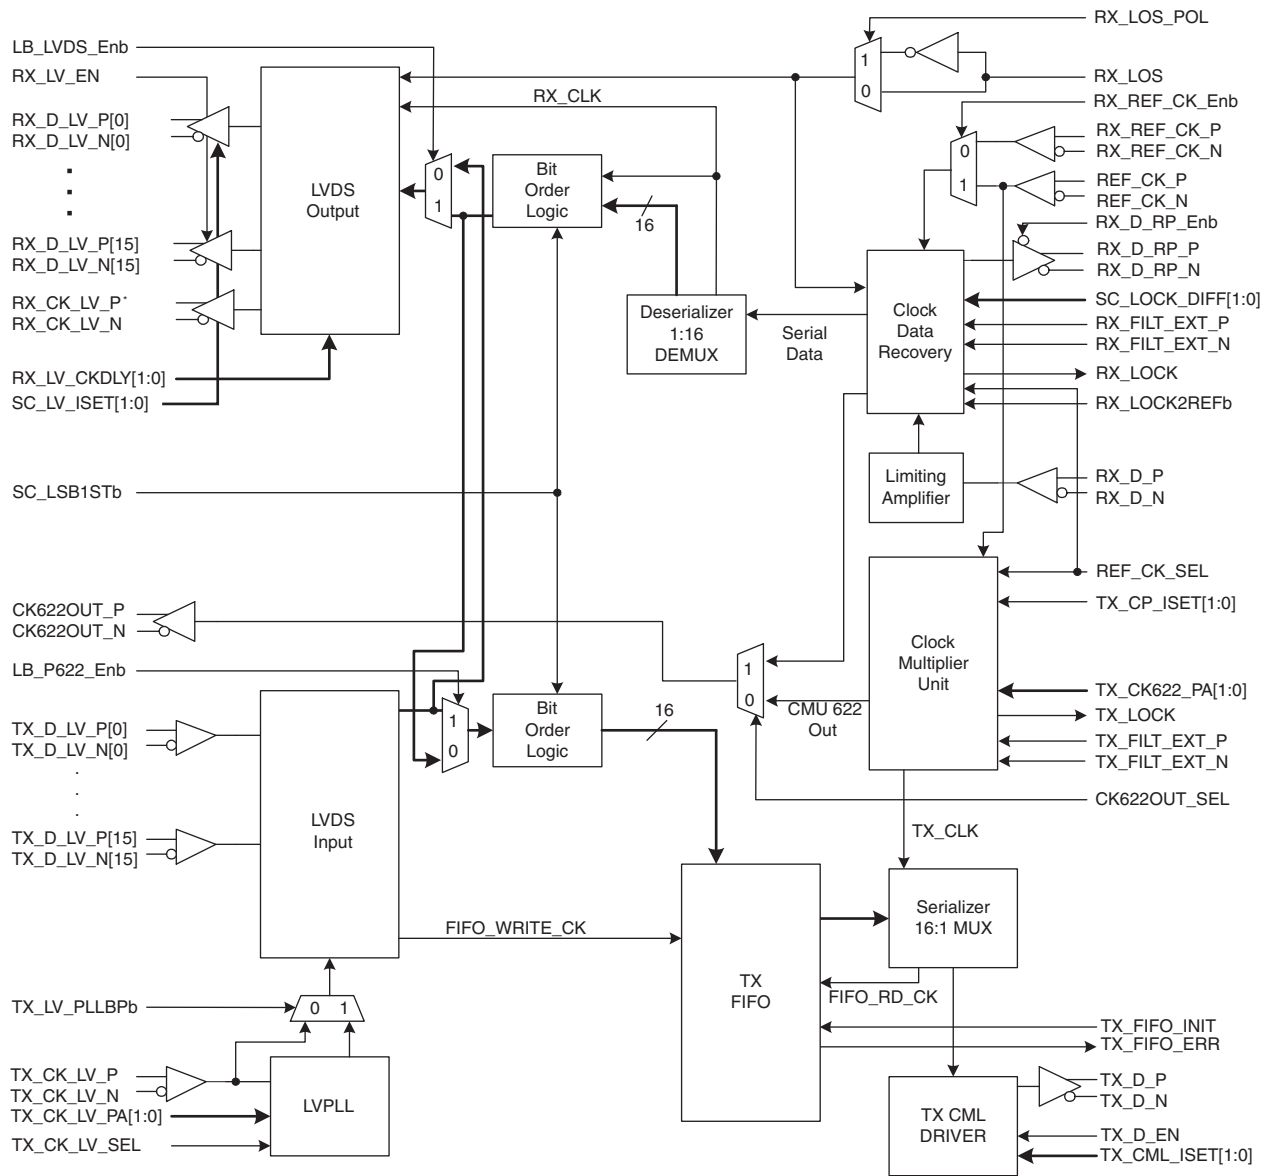 RX_LOS_POL
LB_LVDS_Enb
RX_LV_EN
1
0
RX_LOS
RX_CLK
RX_REF_CK_Enb
RX_D_LV_P[0]
RX_D_LV_N[0]
RX_REF_CK_P
RX_REF_CK_N
0
1
REF_CK_P
REF_CK_N
LVDS
Output
0
1
Bit
Order
Logic
16
RX_D_RP_Enb
RX_D_LV_P[15]
RX_D_LV_N[15]
RX_D_RP_P
RX_D_RP_N
RX_CK_LV_P*
RX_CK_LV_N
Deserializer
1:16
DEMUX
Serial
Data
Clock
Data
Recovery
SC_LOCK_DIFF[1:0]
RX_FILT_EXT_P
RX_FILT_EXT_N
RX_LV_CKDLY[1:0]
SC_LV_ISET[1:0]
RX_LOCK
RX_LOCK2REFb
SC_LSB1STb
Limiting
Amplifier
RX_D_P
RX_D_N
REF_CK_SEL
TX_CP_ISET[1:0]
CK622OUT_P
CK622OUT_N
Clock
Multiplier
Unit
LB_P622_Enb
1
0
CMU 622
Out
TX_CK622_PA[1:0]
TX_LOCK
TX_FILT_EXT_P
TX_FILT_EXT_N
TX_D_LV_P[0]
TX_D_LV_N[0]
1
0
Bit
Order
Logic
16
CK622OUT_SEL
TX_D_LV_P[15]
TX_D_LV_N[15]
LVDS
Input
TX_CLK
FIFO_WRITE_CK
Serializer
16:1 MUX
TX
FIFO
FIFO_RD_CK
TX_LV_PLLBPb
0 1
TX_FIFO_INIT
TX_FIFO_ERR
TX_CK_LV_P
TX_CK_LV_N
TX_CK_LV_PA[1:0]
TX_CK_LV_SEL
LVPLL
TX CML
DRIVER
TX_D_P
TX_D_N
TX_D_EN
TX_CML_ISET[1:0]